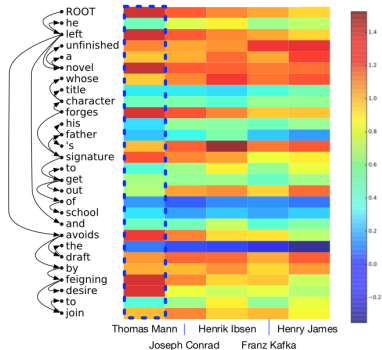 ROOT
he
left
unfinished
a
novel
whose
title
character
forges
his
father
's
signature
to
get
out
of
school
and
avoids
the
draft
by
feigning
desire
to
join
1.4
1.2
1.0
0.8
0.6
0.4
0.2
0.0
−0.2
Thomas Mann Henrik Ibsen Henry James
Joseph Conrad Franz Kafka